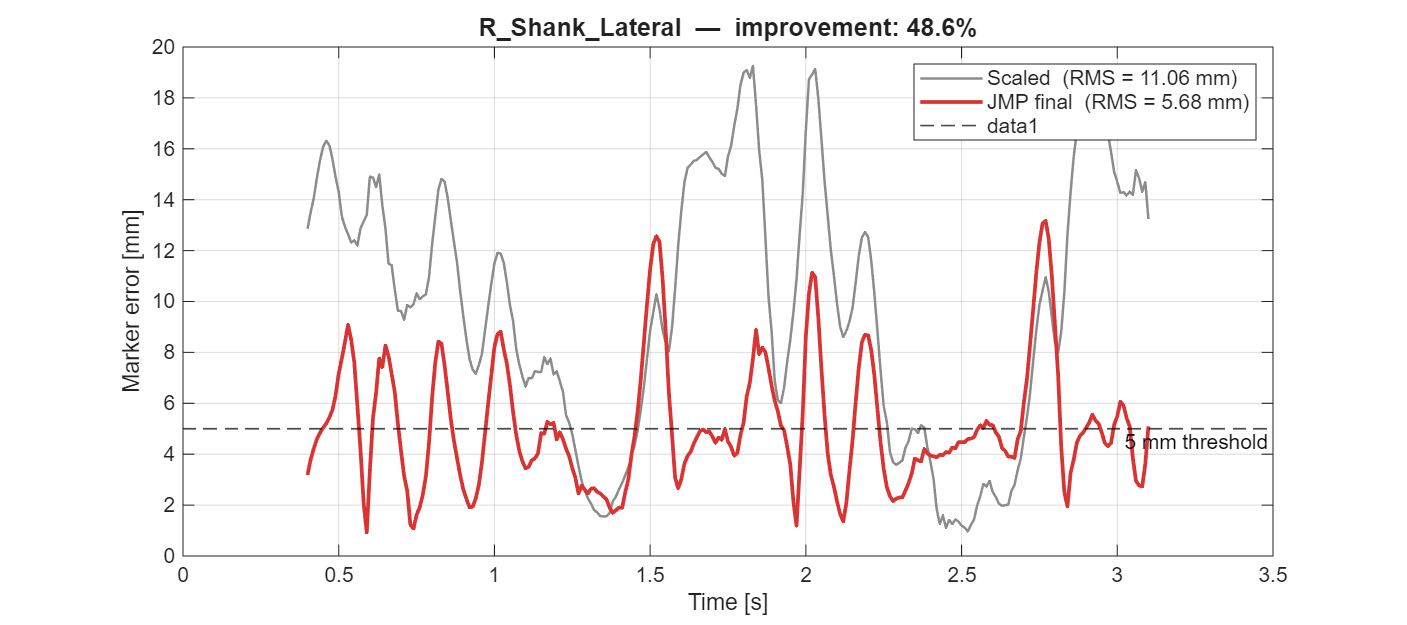 R_Shank_Lateral — improvement: 48.6%
20
18
16
14
12
10
8
6
4
2
0
Marker error [mm]
Scaled (RMS = 11.06 mm)
JMP final (RMS = 5.68 mm)
data1
5 mm threshold
0 0.5 1 1.5 2 2.5 3 3.5
Time [s]